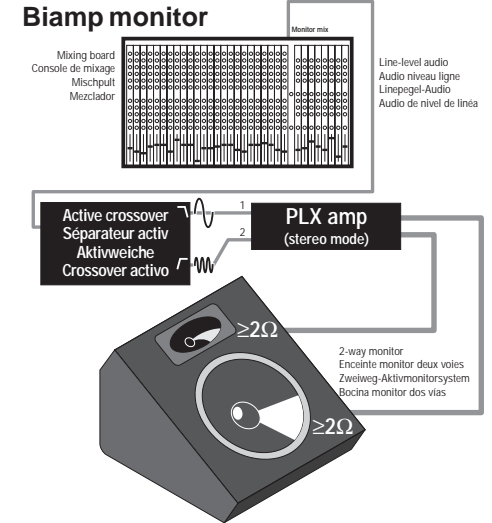 Biamp monitor
Monitor mix
Mixing board
Console de mixage
Mischpult
Mezclador
Line-level audio
Audio niveau ligne
Linepegel-Audio
Audio de nivel de linéa
Active crossover
Séparateur activ
Aktivweiche
Crossover activo
1
2
PLX amp
(stereo mode)
≥2Ω
2-way monitor
Enceinte monitor deux voies
Zweiweg-Aktivmonitorsystem
Bocina monitor dos vías
≥2Ω